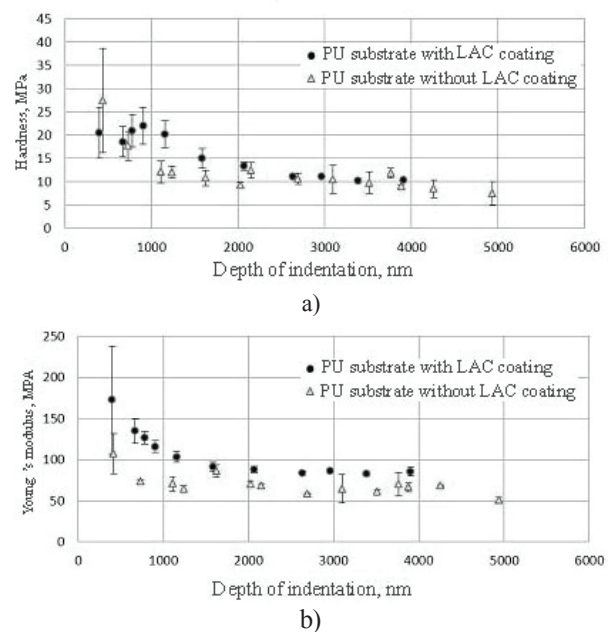 45
40
35
30
25
20
15
10
5
0
Hardness, MPa
PU substrate with LAC coating
PU substrate without LAC coating
0 1000 2000 3000 4000 5000 6000
Depth of indentation, nm
a)
250
200
150
100
50
0
Young 's modulus, MPA
PU substrate with LAC coating
PU substrate without LAC coating
0 1000 2000 3000 4000 5000 6000
Depth of indentation, nm
b)